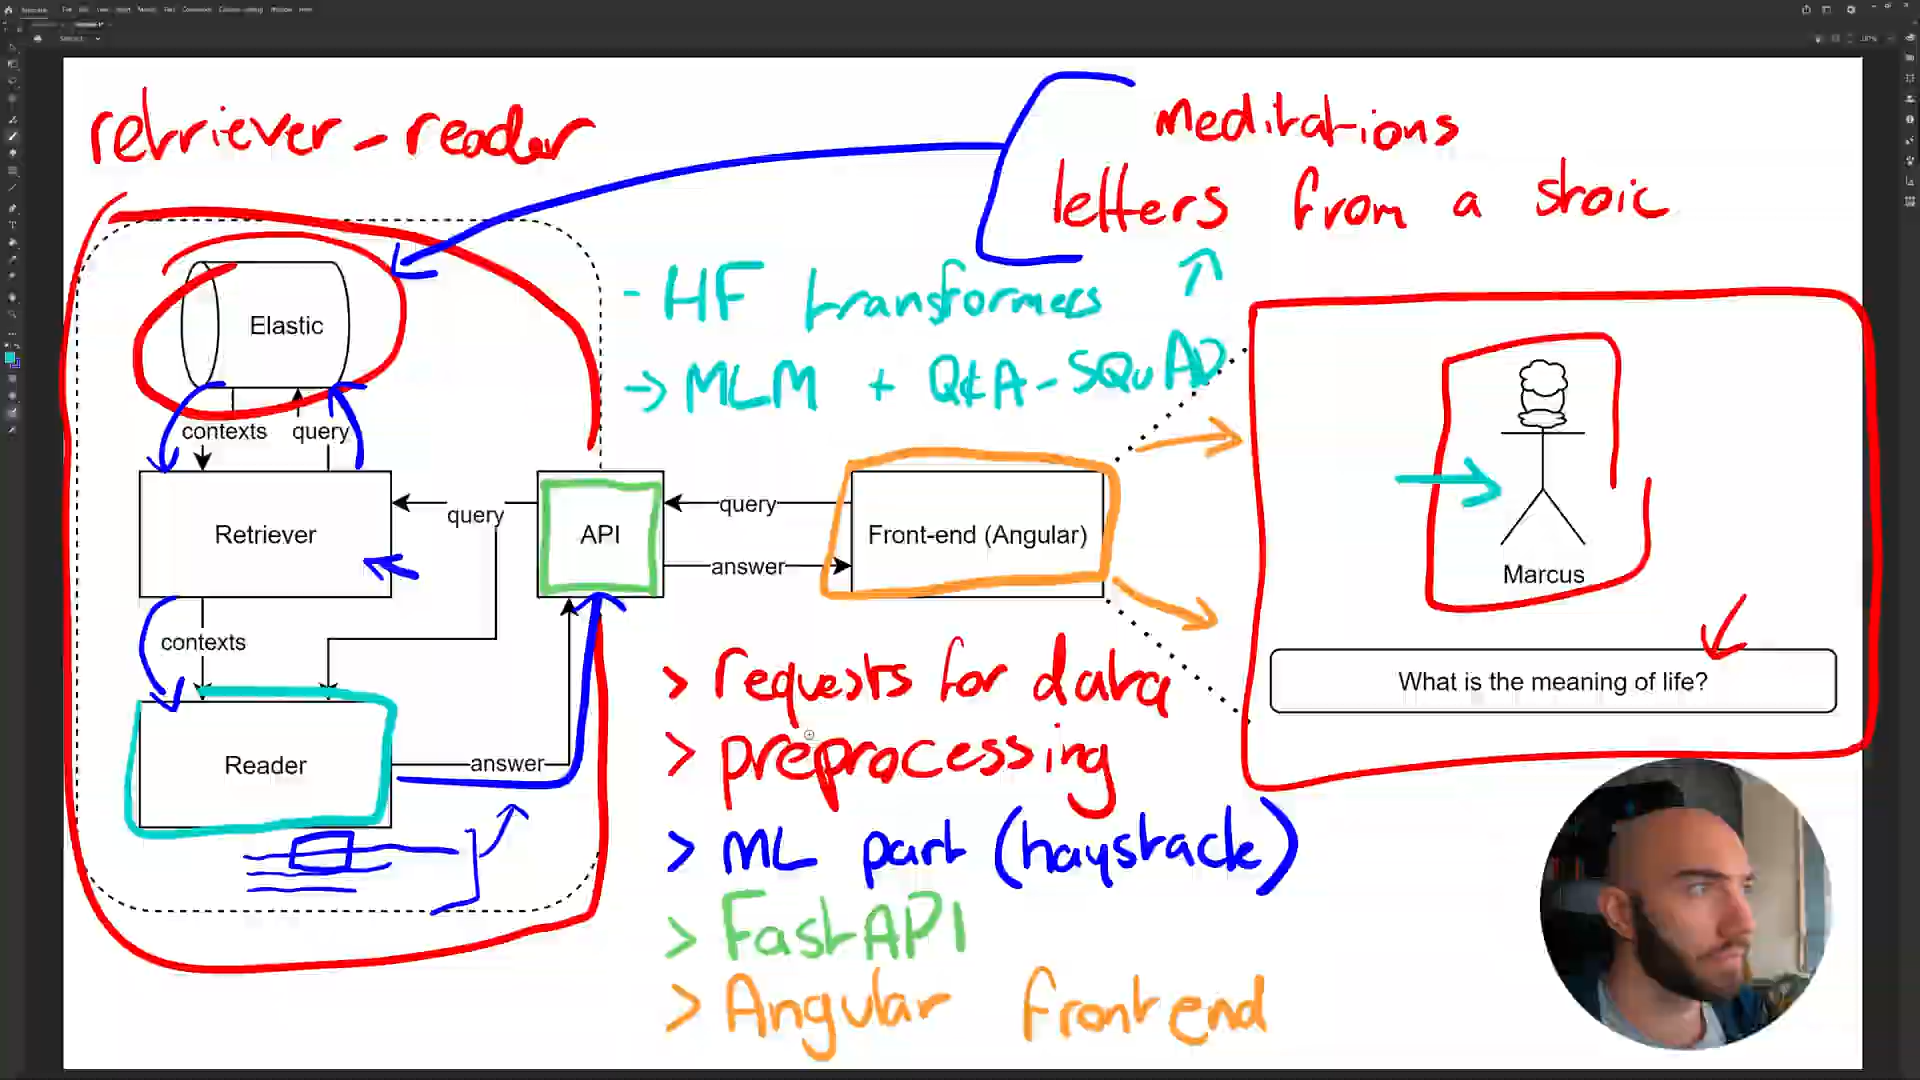 retriever - reader
meditations
letters from a stoic
- HF transformers
→ MLM + Q&A - SQuAD
Elastic
contexts query
Retriever
query
API
query
answer
Front-end (Angular)
Marcus
What is the meaning of life?
contexts
Reader
answer
> requests for data
> preprocessing
> ML part (haystack)
> FastAPI
> Angular front end